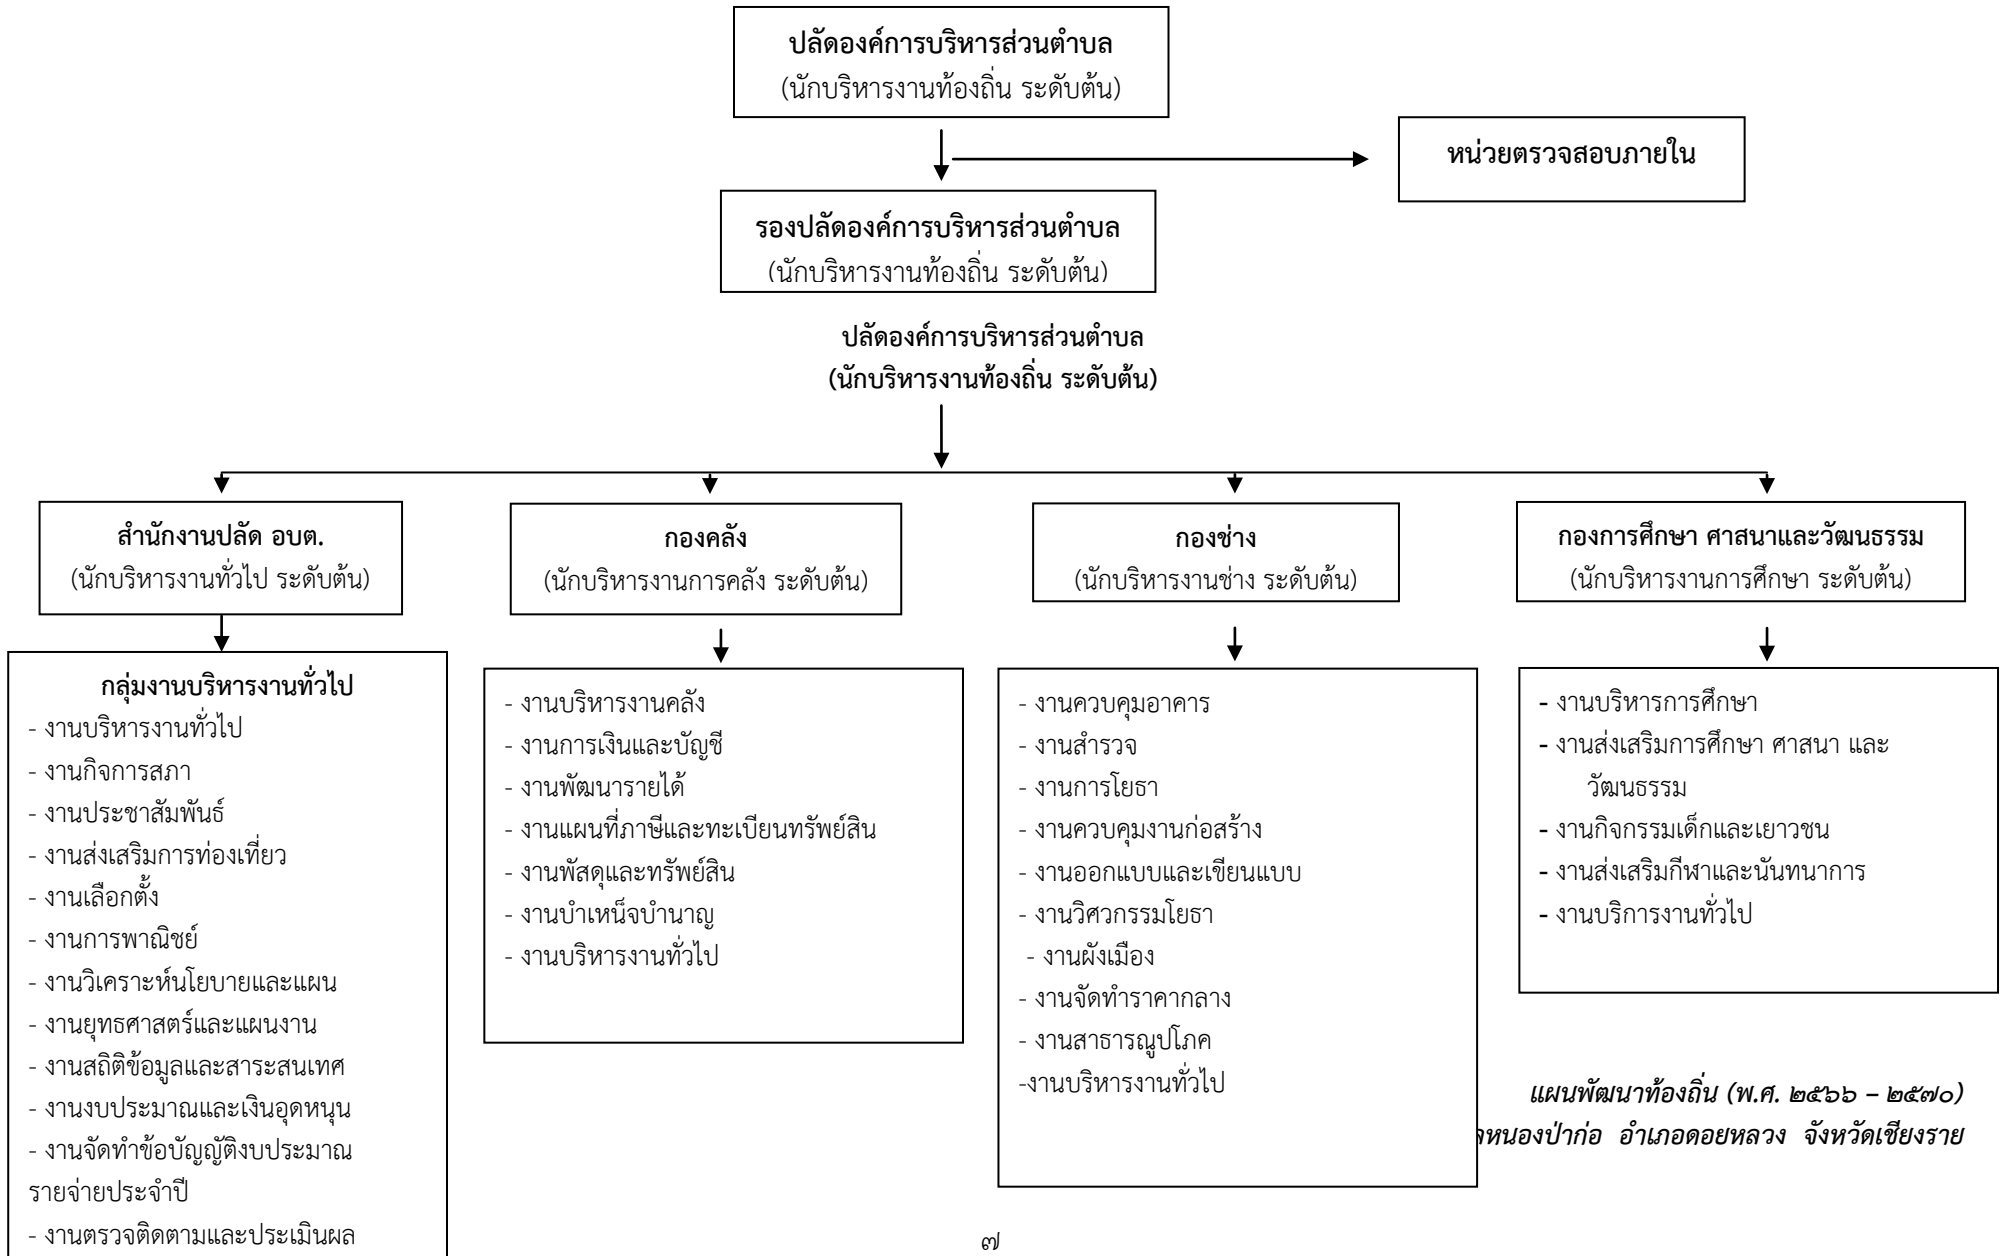 ปลัดองค์การบริหารส่วนตำบล
(นักบริหารงานท้องถิ่น ระดับต้น)
หน่วยตรวจสอบภายใน
รองปลัดองค์การบริหารส่วนตำบล
(นักบริหารงานท้องถิ่น ระดับต้น)
ปลัดองค์การบริหารส่วนตำบล
(นักบริหารงานท้องถิ่น ระดับต้น)
สำนักงานปลัด อบต.
(นักบริหารงานทั่วไป ระดับต้น)
กองคลัง
(นักบริหารงานการคลัง ระดับต้น)
กองช่าง
(นักบริหารงานช่าง ระดับต้น)
กองการศึกษา ศาสนาและวัฒนธรรม
(นักบริหารงานการศึกษา ระดับต้น)
กลุ่มงานบริหารงานทั่วไป
- งานบริหารงานทั่วไป
- งานกิจการสภา
- งานประชาสัมพันธ์
- งานส่งเสริมการท่องเที่ยว
- งานเลือกตั้ง
- งานการพาณิชย์
- งานวิเคราะห์นโยบายและแผน
- งานยุทธศาสตร์และแผนงาน
- งานสถิติข้อมูลและสาระสนเทศ
- งานงบประมาณและเงินอุดหนุน
- งานจัดทำข้อบัญญัติงบประมาณ
รายจ่ายประจำปี
- งานตรวจติดตามและประเมินผล
- งานบริหารงานคลัง
- งานการเงินและบัญชี
- งานพัฒนารายได้
- งานแผนที่ภาษีและทะเบียนทรัพย์สิน
- งานพัสดุและทรัพย์สิน
- งานบำเหน็จบำนาญ
- งานบริหารงานทั่วไป
- งานควบคุมอาคาร
- งานสำรวจ
- งานการโยธา
- งานควบคุมงานก่อสร้าง
- งานออกแบบและเขียนแบบ
- งานวิศวกรรมโยธา
- งานผังเมือง
- งานจัดทำราคากลาง
- งานสาธารณูปโภค
-งานบริหารงานทั่วไป
- งานบริหารการศึกษา
- งานส่งเสริมการศึกษา ศาสนา และ
วัฒนธรรม
- งานกิจกรรมเด็กและเยาวชน
- งานส่งเสริมกีฬาและนันทนาการ
- งานบริการงานทั่วไป
แผนพัฒนาท้องถิ่น (พ.ศ. ๒๕๖๖ – ๒๕๗๐)
หนองป่าก่อ อำเภอดอยหลวง จังหวัดเชียงราย
๗